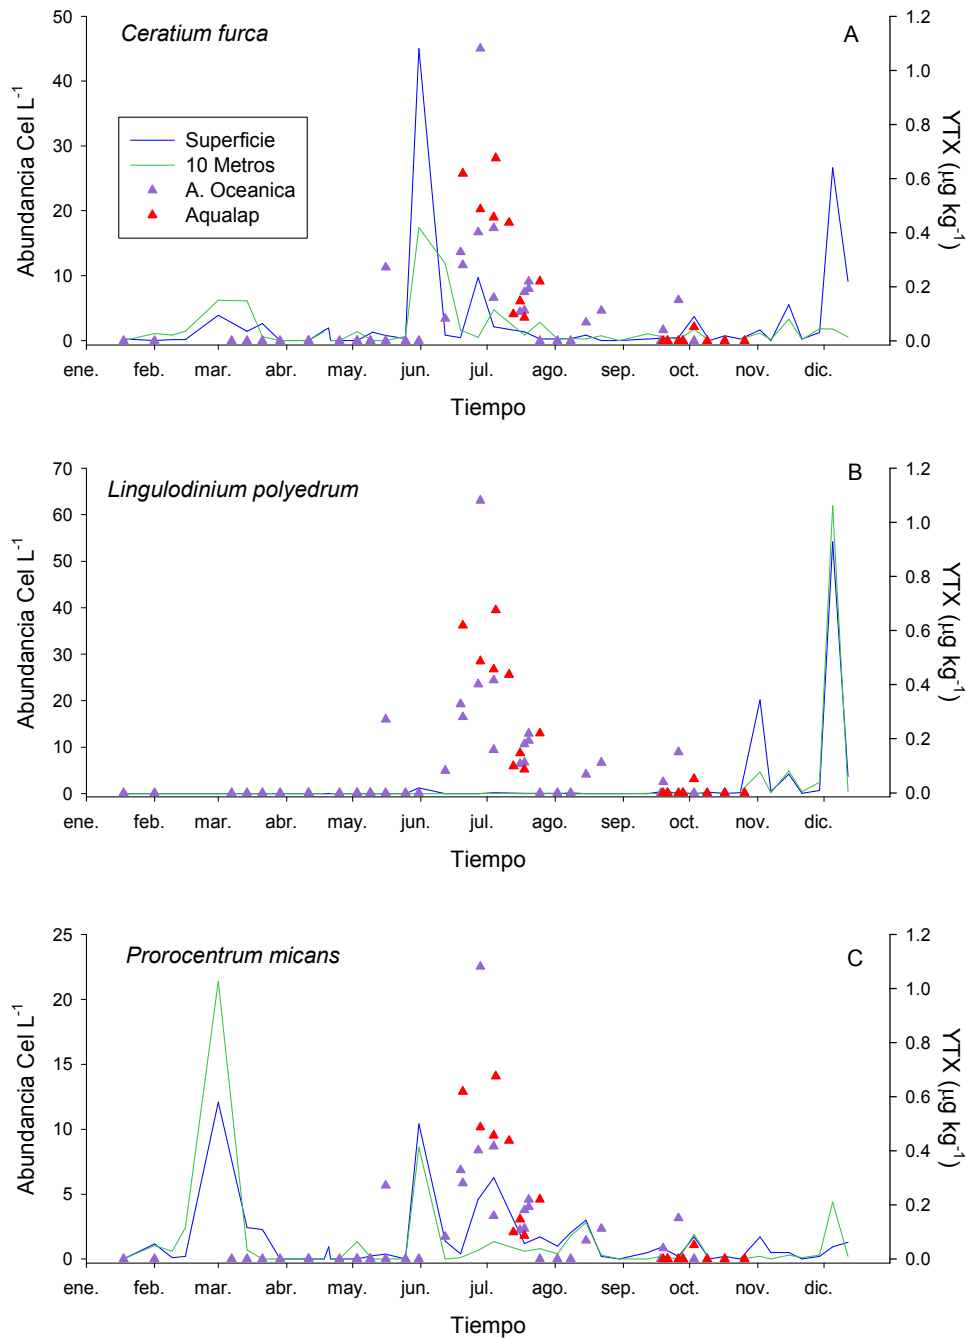 Ceratium furca
A
Abundancia Cel L-1
50
40
30
20
10
0
Superficie
10 Metros
A. Oceanica
Aqualap
1.2
1.0
0.8
0.6
0.4
0.2
0.0
YTX (µg kg-1)
ene. feb. mar. abr. may. jun. jul. ago. sep. oct. nov. dic.
Tiempo
Lingulodinium polyedrum
B
Abundancia Cel L-1
70
60
50
40
30
20
10
0
1.2
1.0
0.8
0.6
0.4
0.2
0.0
YTX (µg kg-1)
ene. feb. mar. abr. may. jun. jul. ago. sep. oct. nov. dic.
Tiempo
Prorocentrum micans
C
Abundancia Cel L-1
25
20
15
10
5
0
1.2
1.0
0.8
0.6
0.4
0.2
0.0
YTX (µg kg-1)
ene. feb. mar. abr. may. jun. jul. ago. sep. oct. nov. dic.
Tiempo